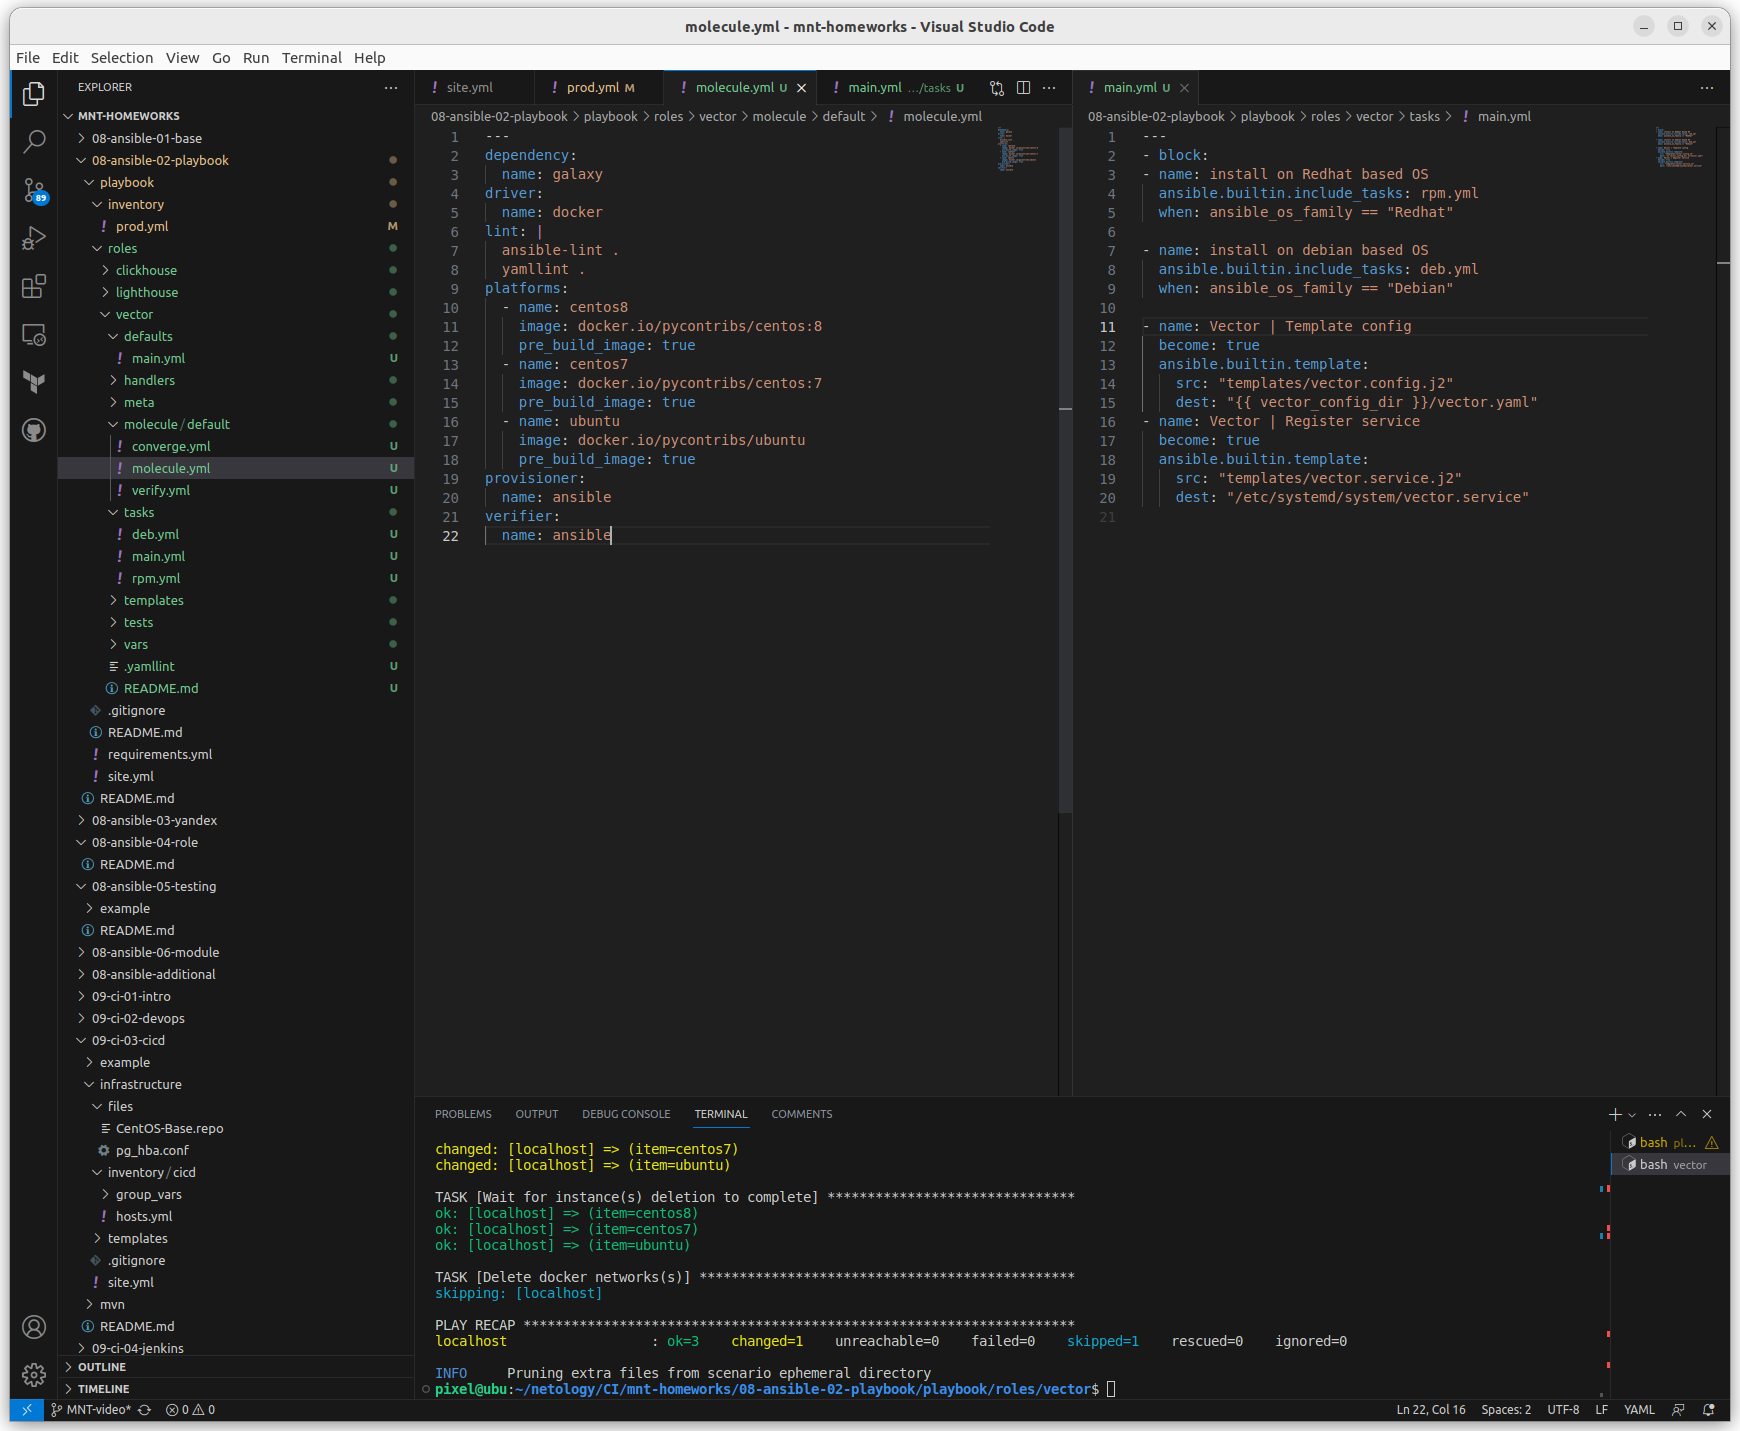 molecule.yml - mnt-homeworks - Visual Studio Code
File Edit Selection View Go Run Terminal Help
EXPLORER
MNT-HOMEWORKS
08-ansible-01-base
08-ansible-02-playbook
playbook
inventory
prod.yml M
roles
clickhouse
lighthouse
vector
defaults
main.yml U
handlers
meta
molecule / default
converge.yml U
molecule.yml U
verify.yml U
tasks
deb.yml U
main.yml U
rpm.yml U
templates
tests
vars
.yamllint U
README.md U
.gitignore
README.md
requirements.yml
site.yml
README.md
08-ansible-03-yandex
08-ansible-04-role
README.md
08-ansible-05-testing
example
README.md
08-ansible-06-module
08-ansible-additional
09-ci-01-intro
09-ci-02-devops
09-ci-03-cicd
example
infrastructure
files
CentOS-Base.repo
pg_hba.conf
inventory / cicd
group_vars
hosts.yml
templates
.gitignore
site.yml
mvn
README.md
09-ci-04-jenkins
OUTLINE
TIMELINE
89
! site.yml ! prod.yml M ! molecule.yml U ! main.yml .../tasks U
08-ansible-02-playbook > playbook > roles > vector > molecule > default > ! molecule.yml
1 ---
2 dependency:
3   name: galaxy
4 driver:
5   name: docker
6 lint: |
7   ansible-lint .
8   yamllint .
9 platforms:
10   - name: centos8
11     image: docker.io/pycontribs/centos:8
12     pre_build_image: true
13   - name: centos7
14     image: docker.io/pycontribs/centos:7
15     pre_build_image: true
16   - name: ubuntu
17     image: docker.io/pycontribs/ubuntu
18     pre_build_image: true
19 provisioner:
20   name: ansible
21 verifier:
22   name: ansible
! main.yml U
08-ansible-02-playbook > playbook > roles > vector > tasks > ! main.yml
1 ---
2 - block:
3 - name: install on Redhat based OS
4   ansible.builtin.include_tasks: rpm.yml
5   when: ansible_os_family == "Redhat"
6
7 - name: install on debian based OS
8   ansible.builtin.include_tasks: deb.yml
9   when: ansible_os_family == "Debian"
10
11 - name: Vector | Template config
12   become: true
13   ansible.builtin.template:
14     src: "templates/vector.config.j2"
15     dest: "{{ vector_config_dir }}/vector.yaml"
16 - name: Vector | Register service
17   become: true
18   ansible.builtin.template:
19     src: "templates/vector.service.j2"
20     dest: "/etc/systemd/system/vector.service"
21
PROBLEMS OUTPUT DEBUG CONSOLE TERMINAL COMMENTS
changed: [localhost] => (item=centos7)
changed: [localhost] => (item=ubuntu)
TASK [Wait for instance(s) deletion to complete] *******************************
ok: [localhost] => (item=centos8)
ok: [localhost] => (item=centos7)
ok: [localhost] => (item=ubuntu)
TASK [Delete docker networks(s)] ***********************************************
skipping: [localhost]
PLAY RECAP *********************************************************************
localhost                  : ok=3    changed=1    unreachable=0    failed=0    skipped=1    rescued=0    ignored=0
INFO     Pruning extra files from scenario ephemeral directory
pixel@ubu:~/netology/CI/mnt-homeworks/08-ansible-02-playbook/playbook/roles/vector$
bash pl...
bash vector
MNT-video* 0 0 Ln 22, Col 16 Spaces: 2 UTF-8 LF YAML